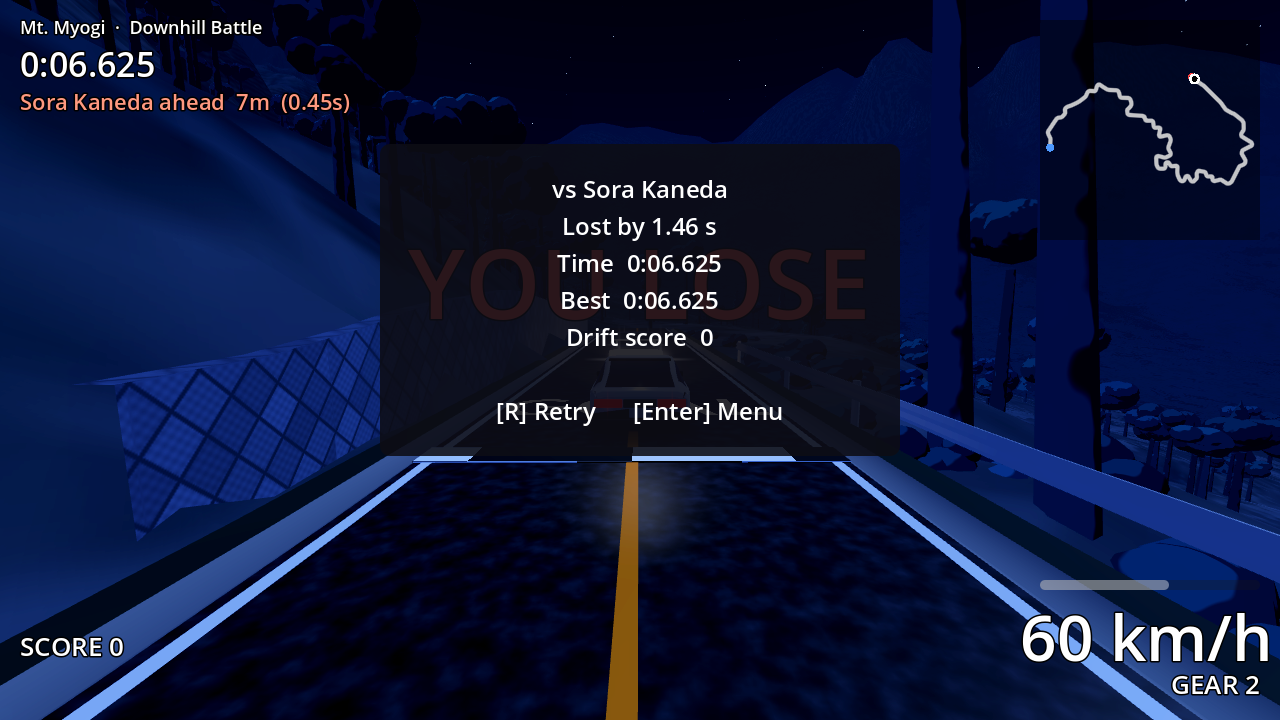 Mt. Myogi · Downhill Battle
0:06.625
Sora Kaneda ahead 7m (0.45s)
vs Sora Kaneda
Lost by 1.46 s
YOU LOSE
Time 0:06.625
Best 0:06.625
Drift score 0
[R] Retry [Enter] Menu
SCORE 0
60 km/h
GEAR 2